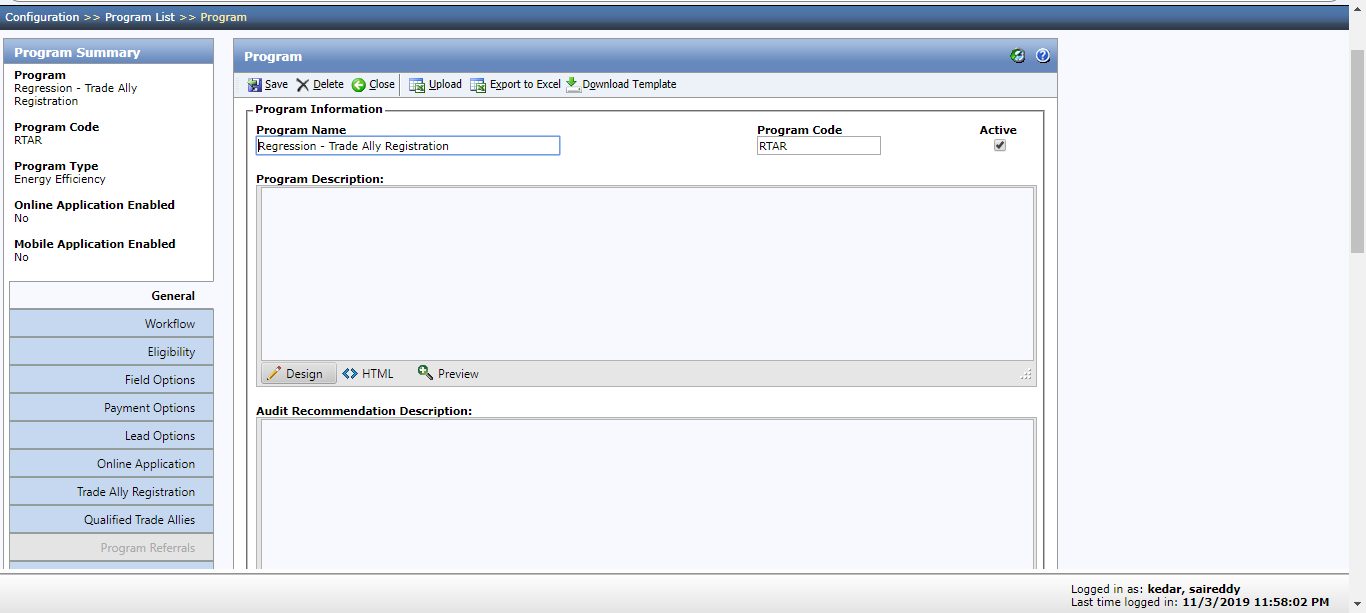 Configuration >> Program List >> Program
Program Summary
Program
Regression - Trade Ally
Registration
Program Code
RTAR
Program Type
Energy Efficiency
Online Application Enabled
No
Mobile Application Enabled
No
General
Workflow
Eligibility
Field Options
Payment Options
Lead Options
Online Application
Trade Ally Registration
Qualified Trade Allies
Program Referrals
Program
Save Delete Close Upload Export to Excel Download Template
Program Information
Program Name Program Code Active
Regression - Trade Ally Registration RTAR
Program Description:
Design HTML Preview
Audit Recommendation Description:
Logged in as: kedar, saireddy
Last time logged in: 11/3/2019 11:58:02 PM